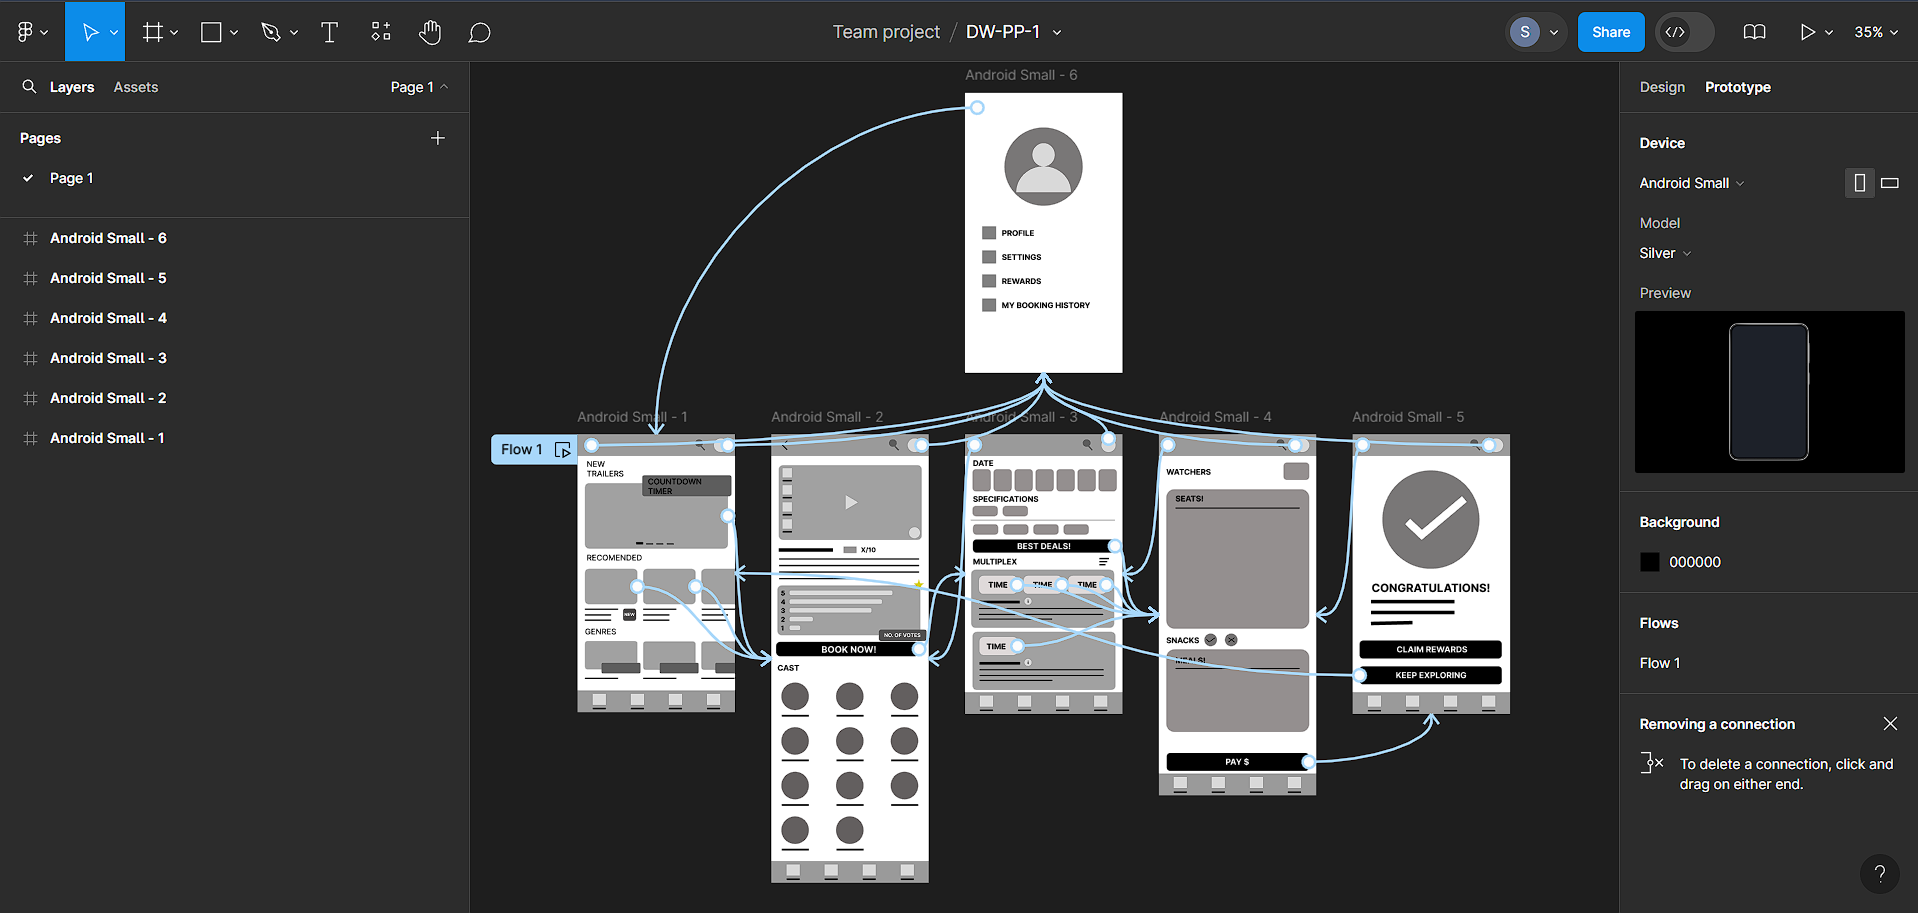 Team project / DW-PP-1
S
Share
35%
Layers Assets Page 1
Pages
Page 1
Android Small - 6
Android Small - 5
Android Small - 4
Android Small - 3
Android Small - 2
Android Small - 1
Android Small - 6
PROFILE
SETTINGS
REWARDS
MY BOOKING HISTORY
Flow 1
Android Small - 1
NEW
TRAILERS
COUNTDOWN
TIMER
RECOMENDED
NEW
GENRES
Android Small - 2
X/10
5
4
3
2
1
NO. OF VOTES
BOOK NOW!
CAST
Android Small - 3
DATE
SPECIFICATIONS
BEST DEALS!
MULTIPLEX
TIME TIME TIME
TIME
Android Small - 4
WATCHERS
SEATS!
SNACKS
MEALS!
PAY $
Android Small - 5
CONGRATULATIONS!
CLAIM REWARDS
KEEP EXPLORING
Design Prototype
Device
Android Small
Model
Silver
Preview
Background
000000
Flows
Flow 1
Removing a connection
To delete a connection, click and
drag on either end.
?